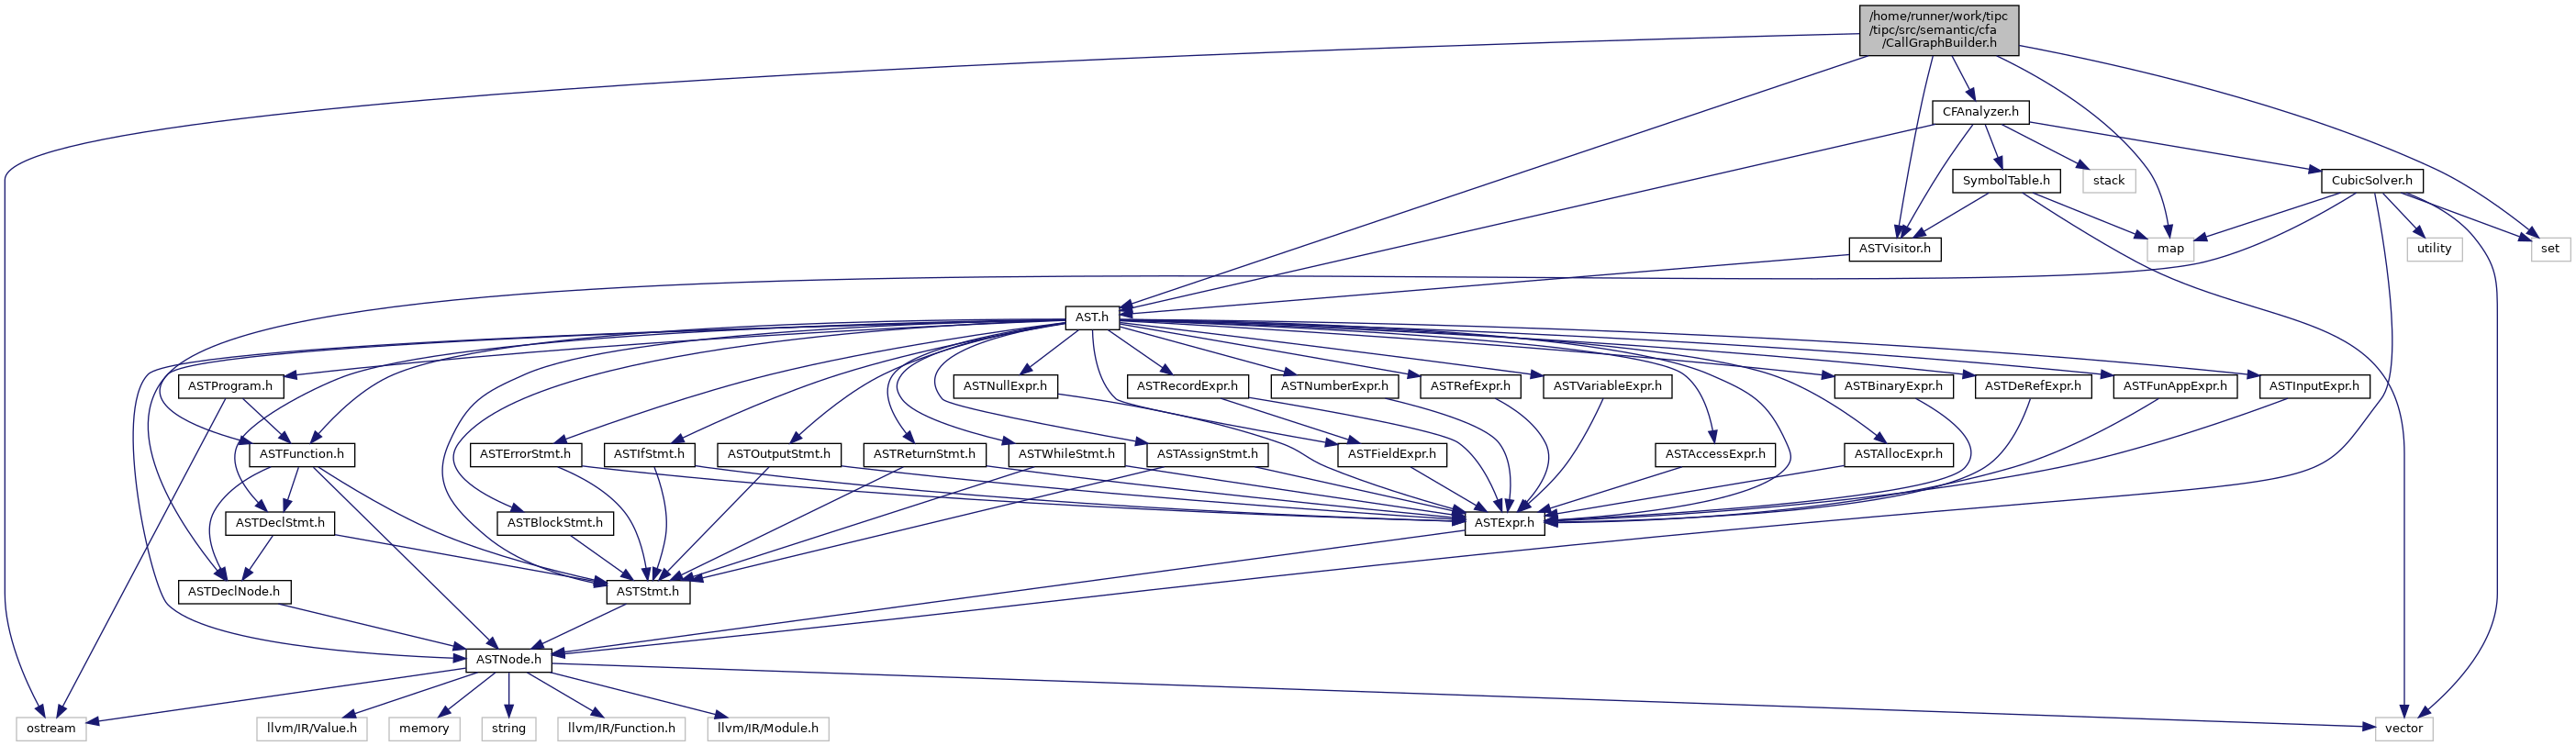 /home/runner/work/tipc
/tipc/src/semantic/cfa
/CallGraphBuilder.h
CFAnalyzer.h
SymbolTable.h
stack
CubicSolver.h
ASTVisitor.h
map
utility
set
AST.h
ASTProgram.h
ASTNullExpr.h
ASTRecordExpr.h
ASTNumberExpr.h
ASTRefExpr.h
ASTVariableExpr.h
ASTBinaryExpr.h
ASTDeRefExpr.h
ASTFunAppExpr.h
ASTInputExpr.h
ASTFunction.h
ASTErrorStmt.h
ASTIfStmt.h
ASTOutputStmt.h
ASTReturnStmt.h
ASTWhileStmt.h
ASTAssignStmt.h
ASTFieldExpr.h
ASTAccessExpr.h
ASTAllocExpr.h
ASTDeclStmt.h
ASTBlockStmt.h
ASTExpr.h
ASTDeclNode.h
ASTStmt.h
ASTNode.h
ostream
llvm/IR/Value.h
memory
string
llvm/IR/Function.h
llvm/IR/Module.h
vector